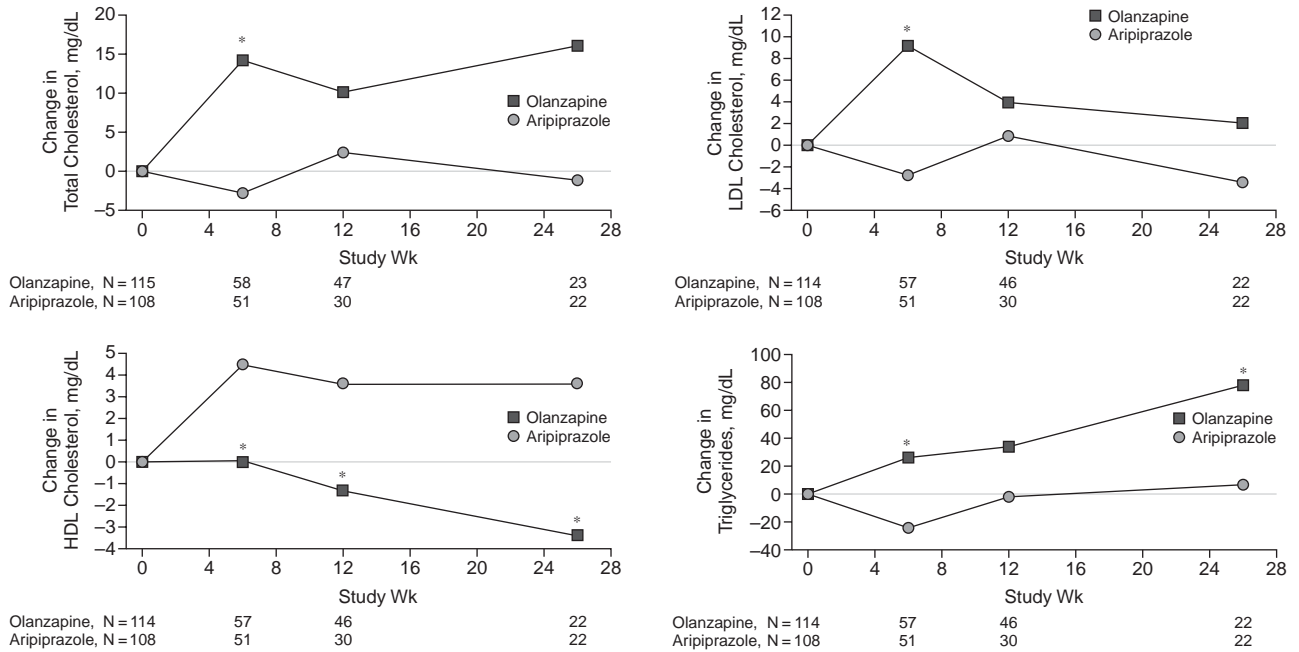 Change in
Total Cholesterol, mg/dL
20
15
10
5
0
–5
*
Olanzapine
Aripiprazole
0 4 8 12 16 20 24 28
Study Wk
Olanzapine, N = 115 58 47 23
Aripiprazole, N = 108 51 30 22
Change in
LDL Cholesterol, mg/dL
12
10
8
6
4
2
0
–2
–4
–6
*
Olanzapine
Aripiprazole
0 4 8 12 16 20 24 28
Study Wk
Olanzapine, N = 114 57 46 22
Aripiprazole, N = 108 51 30 22
Change in
HDL Cholesterol, mg/dL
5
4
3
2
1
0
–1
–2
–3
–4
*
*
*
Olanzapine
Aripiprazole
0 4 8 12 16 20 24 28
Study Wk
Olanzapine, N = 114 57 46 22
Aripiprazole, N = 108 51 30 22
Change in
Triglycerides, mg/dL
100
80
60
40
20
0
–20
–40
*
*
Olanzapine
Aripiprazole
0 4 8 12 16 20 24 28
Study Wk
Olanzapine, N = 114 57 46 22
Aripiprazole, N = 108 51 30 22